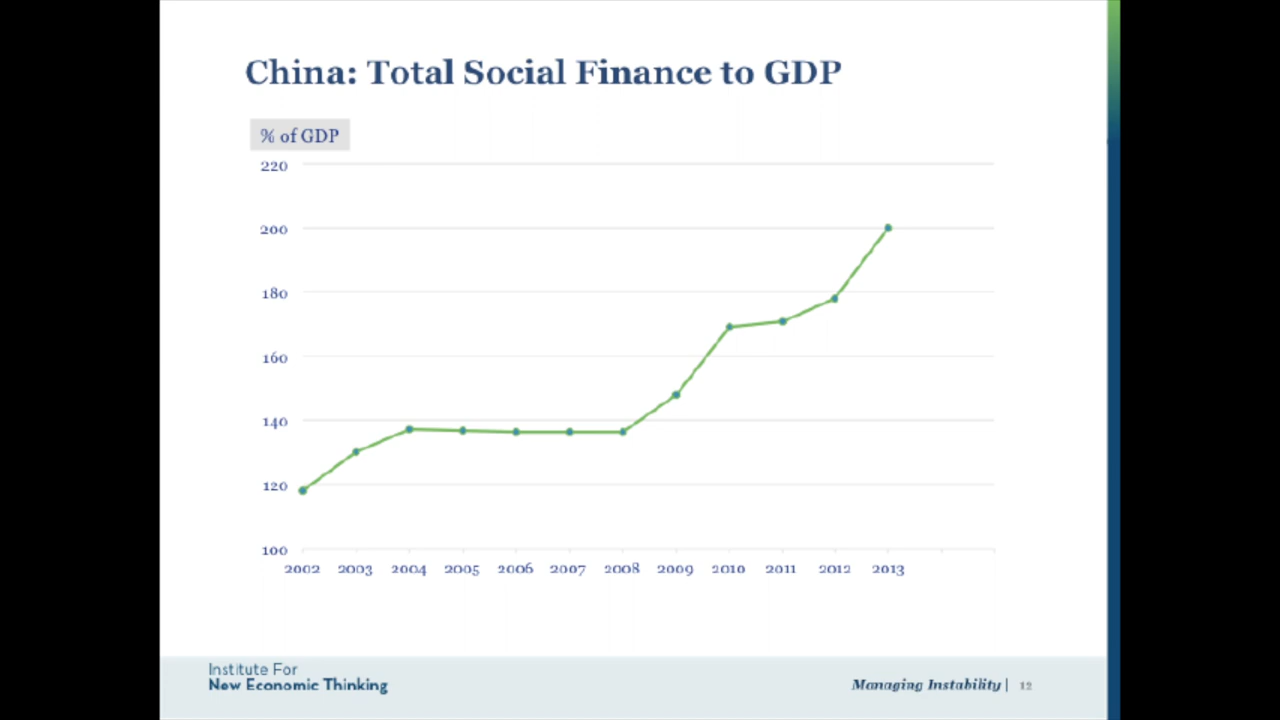 China: Total Social Finance to GDP
% of GDP
220
200
180
160
140
120
100
2002 2003 2004 2005 2006 2007 2008 2009 2010 2011 2012 2013
Institute For
New Economic Thinking
Managing Instability | 12